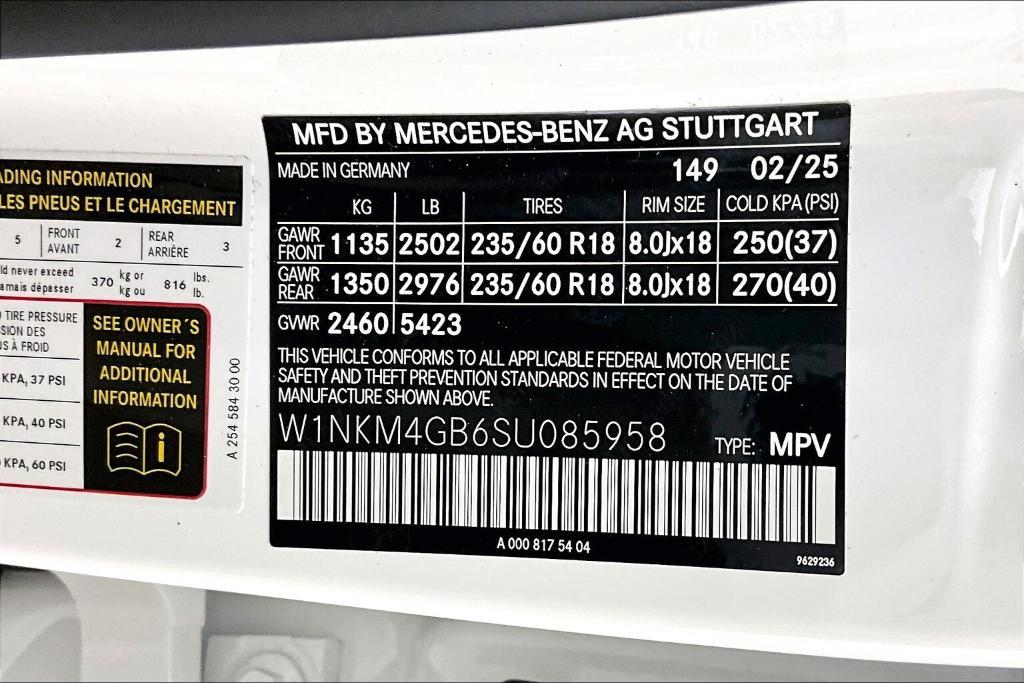 ADING INFORMATION
LES PNEUS ET LE CHARGEMENT
5 FRONT AVANT 2 REAR ARRIÈRE 3
ld never exceed
amais dépasser 370 kg or kg ou 816 lbs. lb.
TIRE PRESSURE
SION DES
US À FROID
KPA, 37 PSI
KPA, 40 PSI
KPA, 60 PSI
SEE OWNER´S
MANUAL FOR
ADDITIONAL
INFORMATION
i
A 254 584 30 00
MFD BY MERCEDES-BENZ AG STUTTGART
MADE IN GERMANY 149 02/25
KG LB TIRES RIM SIZE COLD KPA (PSI)
GAWR FRONT 1135 2502 235/60 R18 8.0Jx18 250(37)
GAWR REAR 1350 2976 235/60 R18 8.0Jx18 270(40)
GVWR 2460 5423
THIS VEHICLE CONFORMS TO ALL APPLICABLE FEDERAL MOTOR VEHICLE
SAFETY AND THEFT PREVENTION STANDARDS IN EFFECT ON THE DATE OF
MANUFACTURE SHOWN ABOVE.
W1NKM4GB6SU085958 TYPE: MPV
A 000 817 54 04
9629236